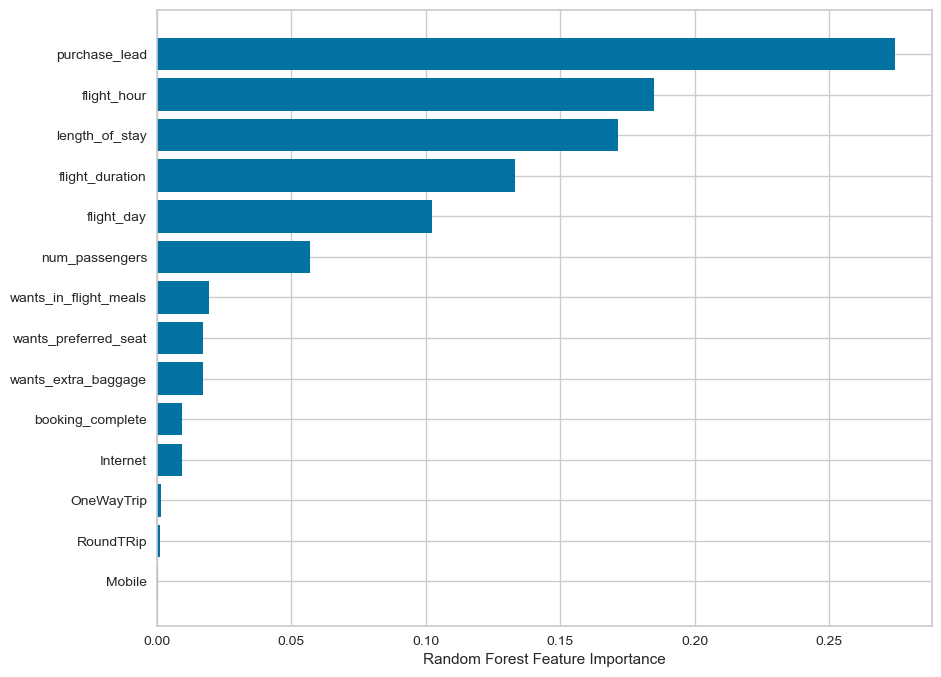 purchase_lead
flight_hour
length_of_stay
flight_duration
flight_day
num_passengers
wants_in_flight_meals
wants_preferred_seat
wants_extra_baggage
booking_complete
Internet
OneWayTrip
RoundTRip
Mobile
0.00 0.05 0.10 0.15 0.20 0.25
Random Forest Feature Importance